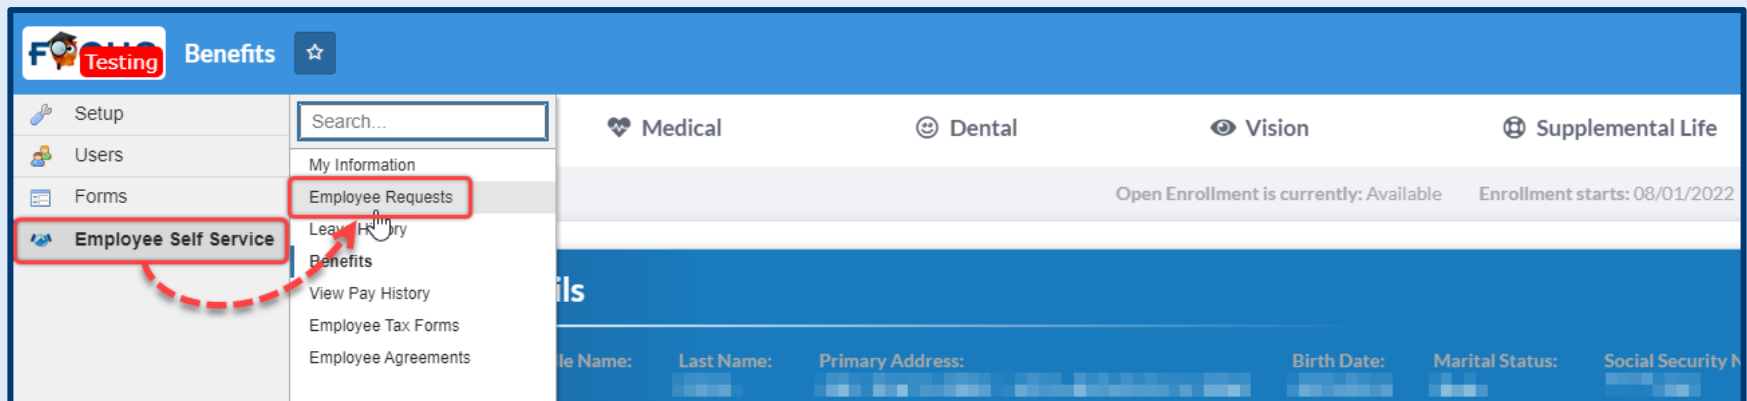 Testing
Benefits
Setup
Users
Forms
Employee Self Service
Search...
My Information
Employee Requests
Leave History
Benefits
View Pay History
Employee Tax Forms
Employee Agreements
Medical
Dental
Vision
Supplemental Life
Open Enrollment is currently: Available
Enrollment starts: 08/01/2022
ils
le Name:
Last Name:
Primary Address:
Birth Date:
Marital Status:
Social Security N